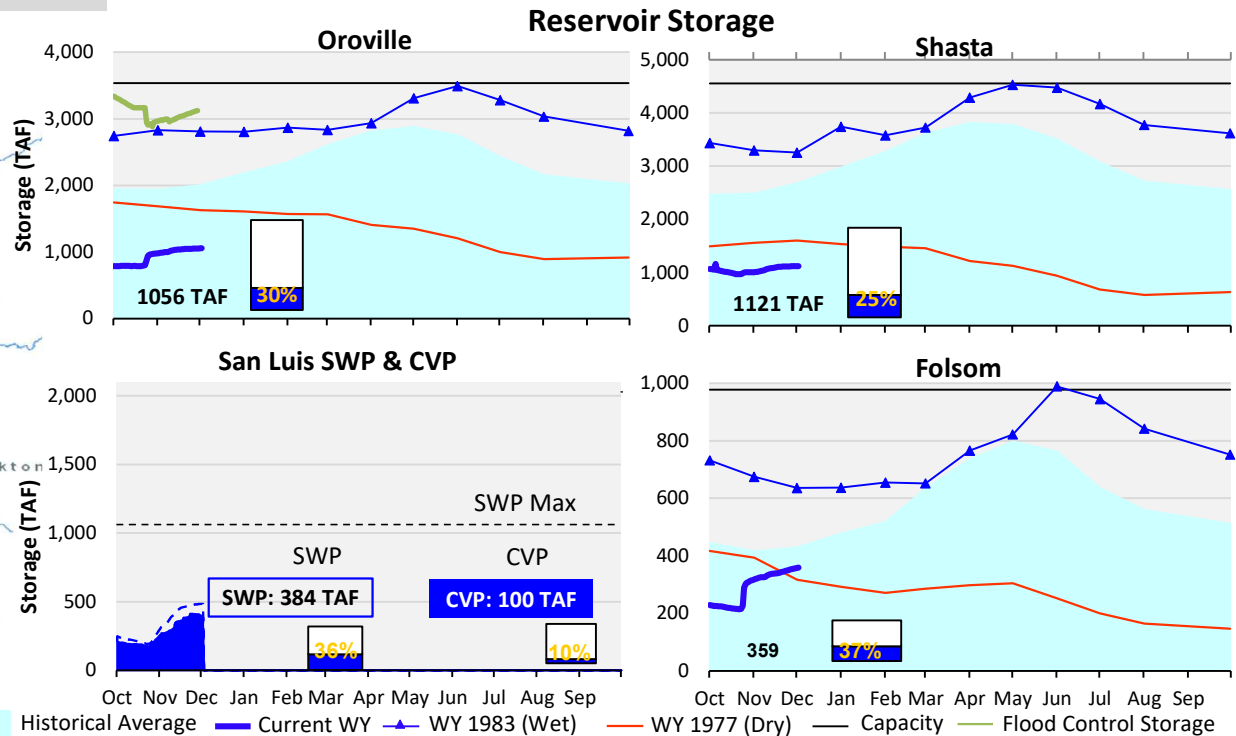 Reservoir Storage
Oroville
4,000
3,000
2,000
1,000
0
Storage (TAF)
1056 TAF
30%
Shasta
5,000
4,000
3,000
2,000
1,000
0
1121 TAF
25%
San Luis SWP & CVP
2,000
1,500
1,000
500
0
Storage (TAF)
SWP Max
SWP
CVP
SWP: 384 TAF
CVP: 100 TAF
36%
10%
Oct Nov Dec Jan Feb Mar Apr May Jun Jul Aug Sep
Folsom
1,000
800
600
400
200
0
359
37%
Oct Nov Dec Jan Feb Mar Apr May Jun Jul Aug Sep
kton
Historical Average Current WY WY 1983 (Wet) WY 1977 (Dry) Capacity Flood Control Storage